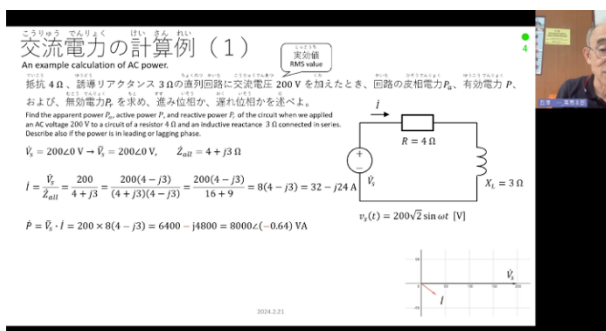 交流電力の計算例（1）
An example calculation of AC power.
実効値
RMS value
4
抵抗 4 Ω、誘導リアクタンス 3 Ωの直列回路に交流電圧 200 V を加えたとき、回路の皮相電力Pₐ、有効電力 P、
および、無効電力Pᵣ を求め、進み位相か、遅れ位相かを述べよ。
Find the apparent power Pₐ, active power P, and reactive power Pᵣ of the circuit when we applied
an AC voltage 200 V to a circuit of a resistor 4 Ω and an inductive reactance 3 Ω connected in series.
Describe also if the power is in leading or lagging phase.
V̇ₛ = 200∠0 V → V̅ₛ = 200∠0 V, Ż_all = 4 + j3 Ω
İ = V̇ₛ / Ż_all = 200 / (4 + j3) = 200(4 − j3) / (4 + j3)(4 − j3) = 200(4 − j3) / (16 + 9) = 8(4 − j3) = 32 − j24 A
Ṗ = V̅ₛ · İ = 200 × 8(4 − j3) = 6400 − j4800 = 8000∠(−0.64) VA
İ
R = 4 Ω
+
−
V̇ₛ
X_L = 3 Ω
vₛ(t) = 200√2 sin ωt [V]
V̇ₛ
İ
2024.2.21